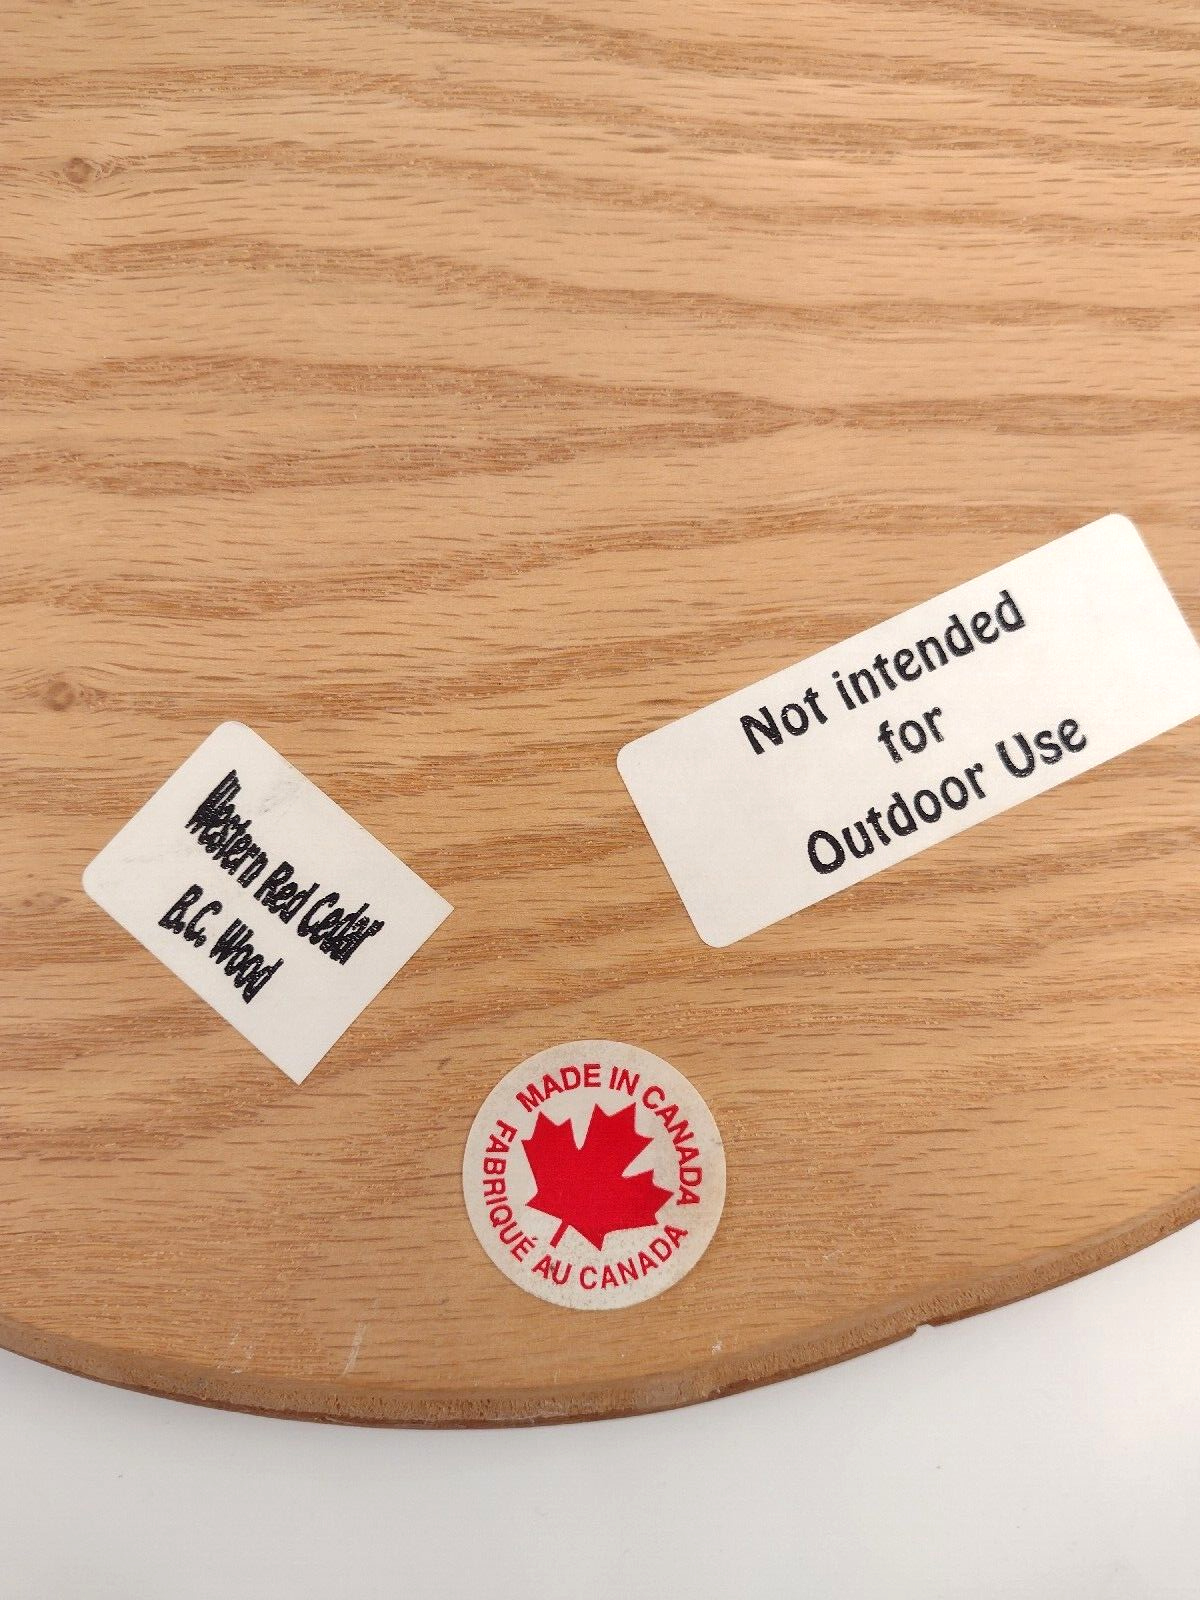 Not intended
for
Outdoor Use
Western Red Cedar
B.C. Wood
MADE IN CANADA
FABRIQUÉ AU CANADA